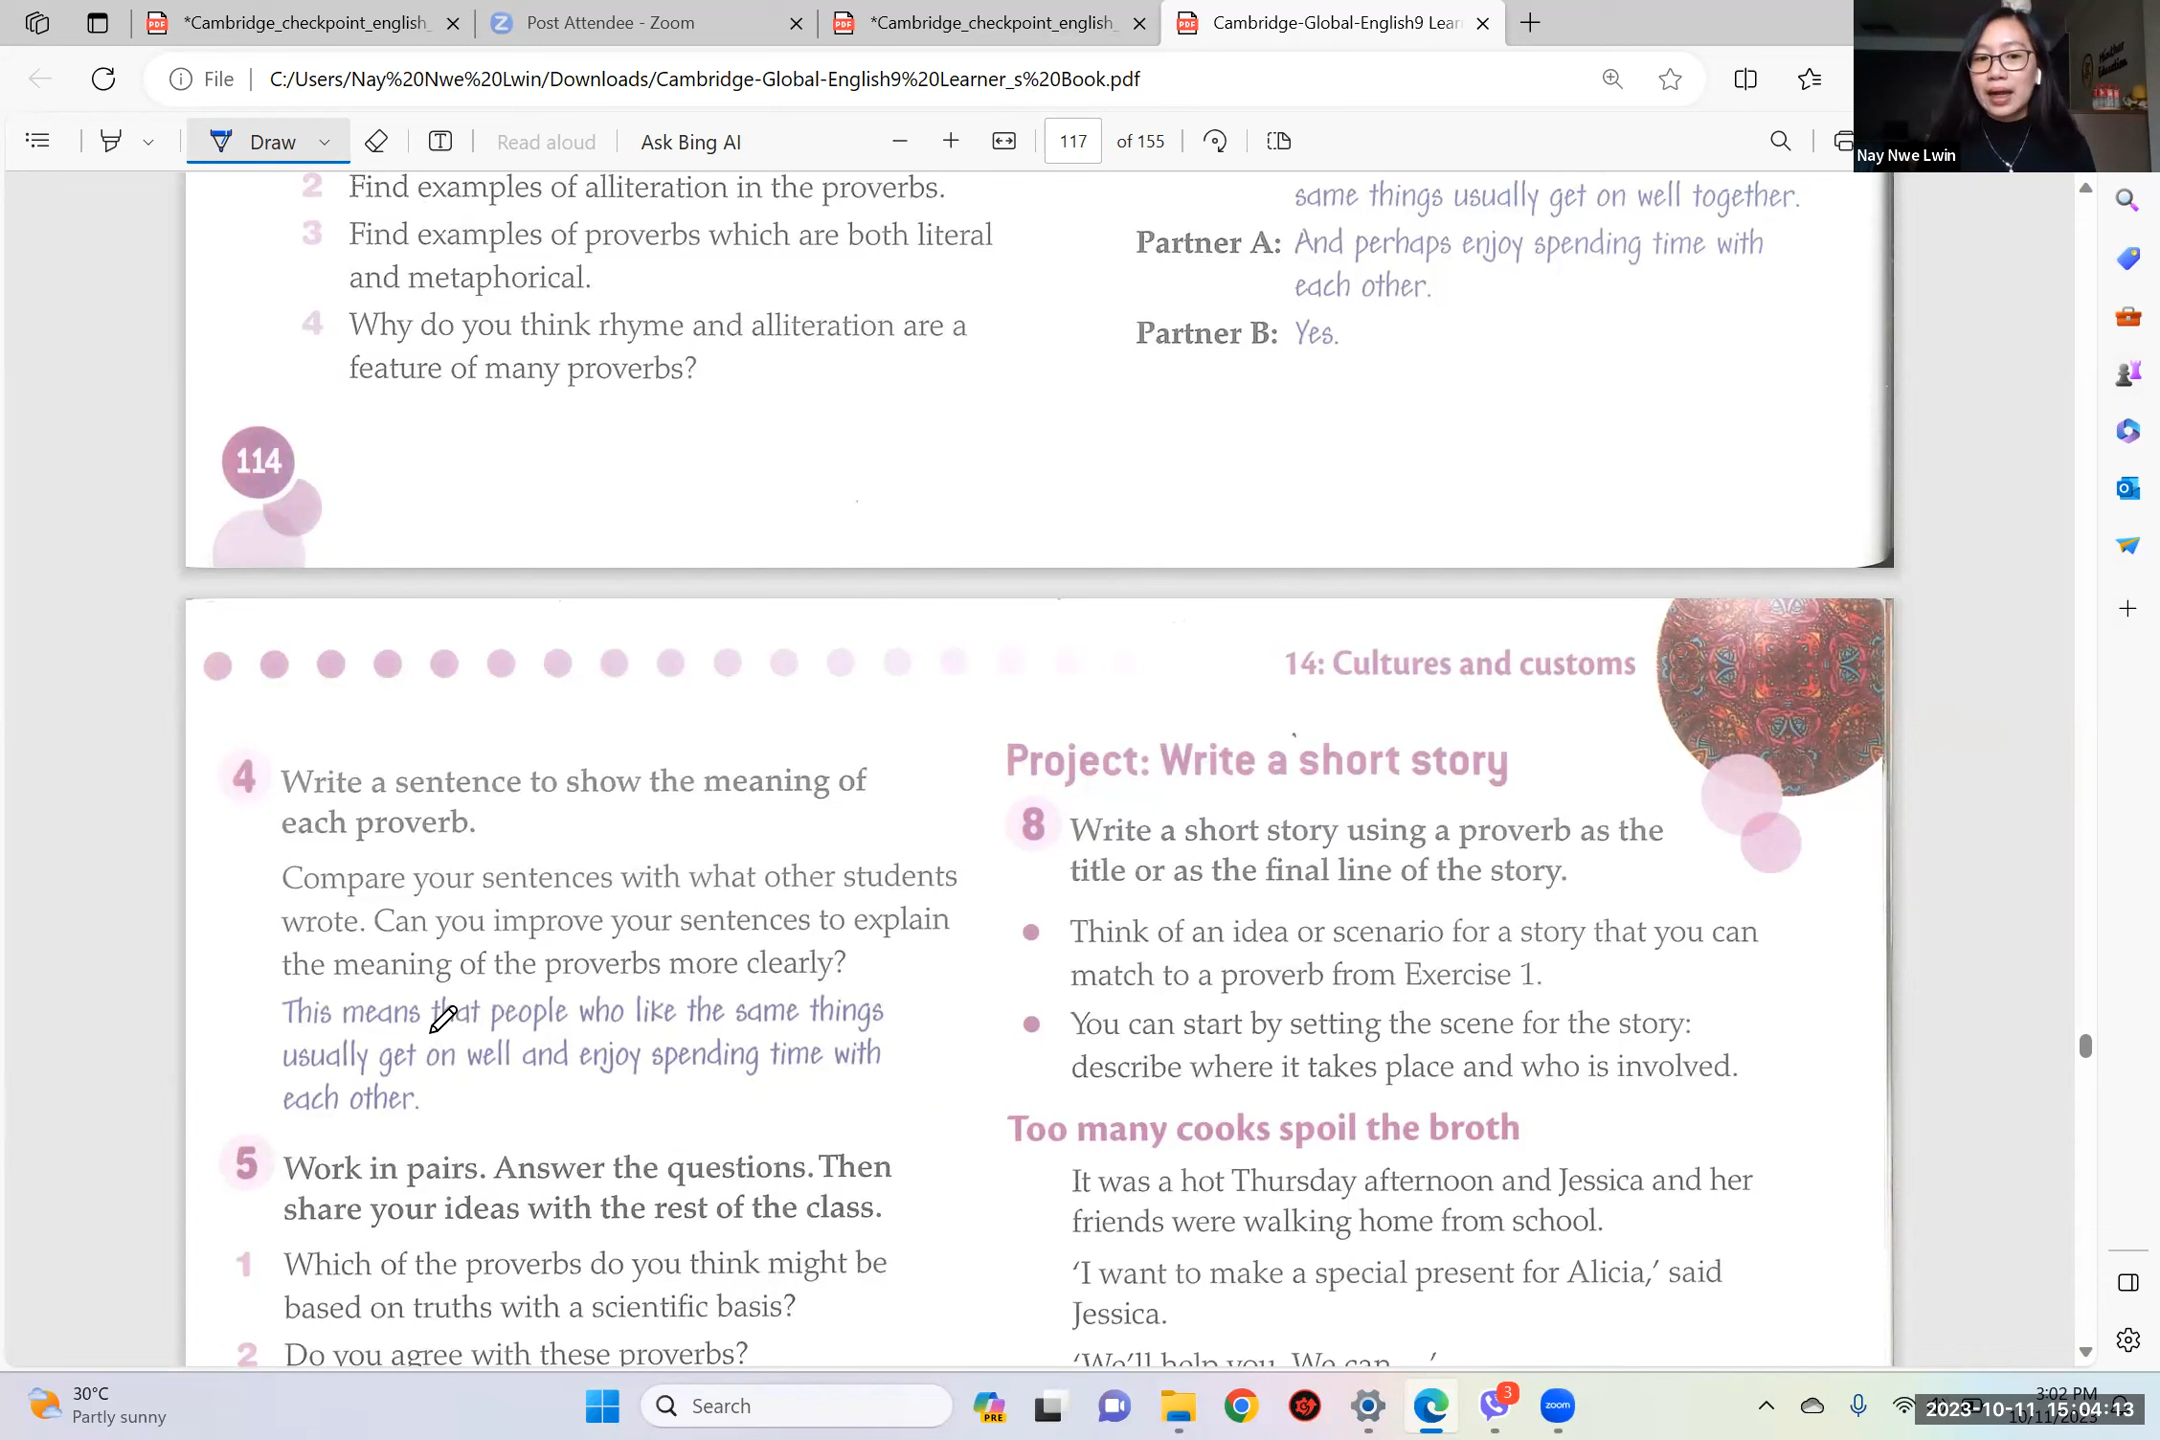 *Cambridge_checkpoint_english_
Post Attendee - Zoom
*Cambridge_checkpoint_english_
Cambridge-Global-English9 Lear
File
C:/Users/Nay%20Nwe%20Lwin/Downloads/Cambridge-Global-English9%20Learner_s%20Book.pdf
Draw
Read aloud
Ask Bing AI
117
of 155
Nay Nwe Lwin
2 Find examples of alliteration in the proverbs.
3 Find examples of proverbs which are both literal
and metaphorical.
4 Why do you think rhyme and alliteration are a
feature of many proverbs?
same things usually get on well together.
Partner A: And perhaps enjoy spending time with
each other.
Partner B: Yes.
114
14: Cultures and customs
4 Write a sentence to show the meaning of
each proverb.
Compare your sentences with what other students
wrote. Can you improve your sentences to explain
the meaning of the proverbs more clearly?
This means that people who like the same things
usually get on well and enjoy spending time with
each other.
5 Work in pairs. Answer the questions. Then
share your ideas with the rest of the class.
1 Which of the proverbs do you think might be
based on truths with a scientific basis?
2 Do you agree with these proverbs?
Project: Write a short story
8 Write a short story using a proverb as the
title or as the final line of the story.
Think of an idea or scenario for a story that you can
match to a proverb from Exercise 1.
You can start by setting the scene for the story:
describe where it takes place and who is involved.
Too many cooks spoil the broth
It was a hot Thursday afternoon and Jessica and her
friends were walking home from school.
‘I want to make a special present for Alicia,’ said
Jessica.
‘We’ll help you. We can ...’
30°C
Partly sunny
Search
PRE
3
zoom
3:02 PM
10/11/2023
2023-10-11 15:04:13